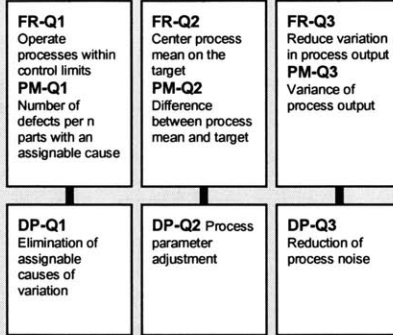 FR-Q1
Operate
processes within
control limits
PM-Q1
Number of
defects per n
parts with an
assignable cause
FR-Q2
Center process
mean on the
target
PM-Q2
Difference
between process
mean and target
FR-Q3
Reduce variation
in process output
PM-Q3
Variance of
process output
DP-Q1
Elimination of
assignable
causes of
variation
DP-Q2 Process
parameter
adjustment
DP-Q3
Reduction of
process noise